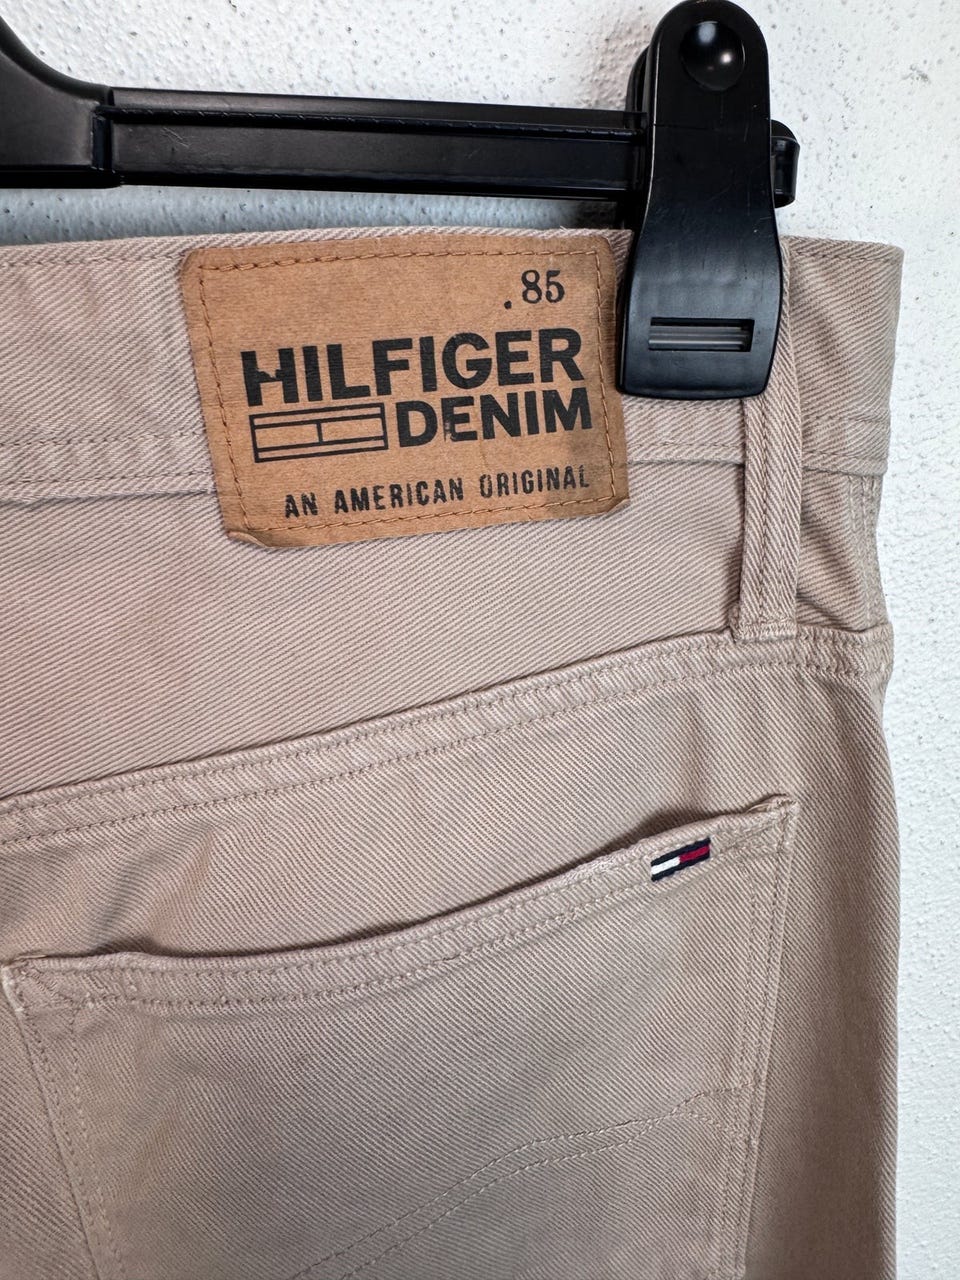 .85
HILFIGER
DENIM
AN AMERICAN ORIGINAL